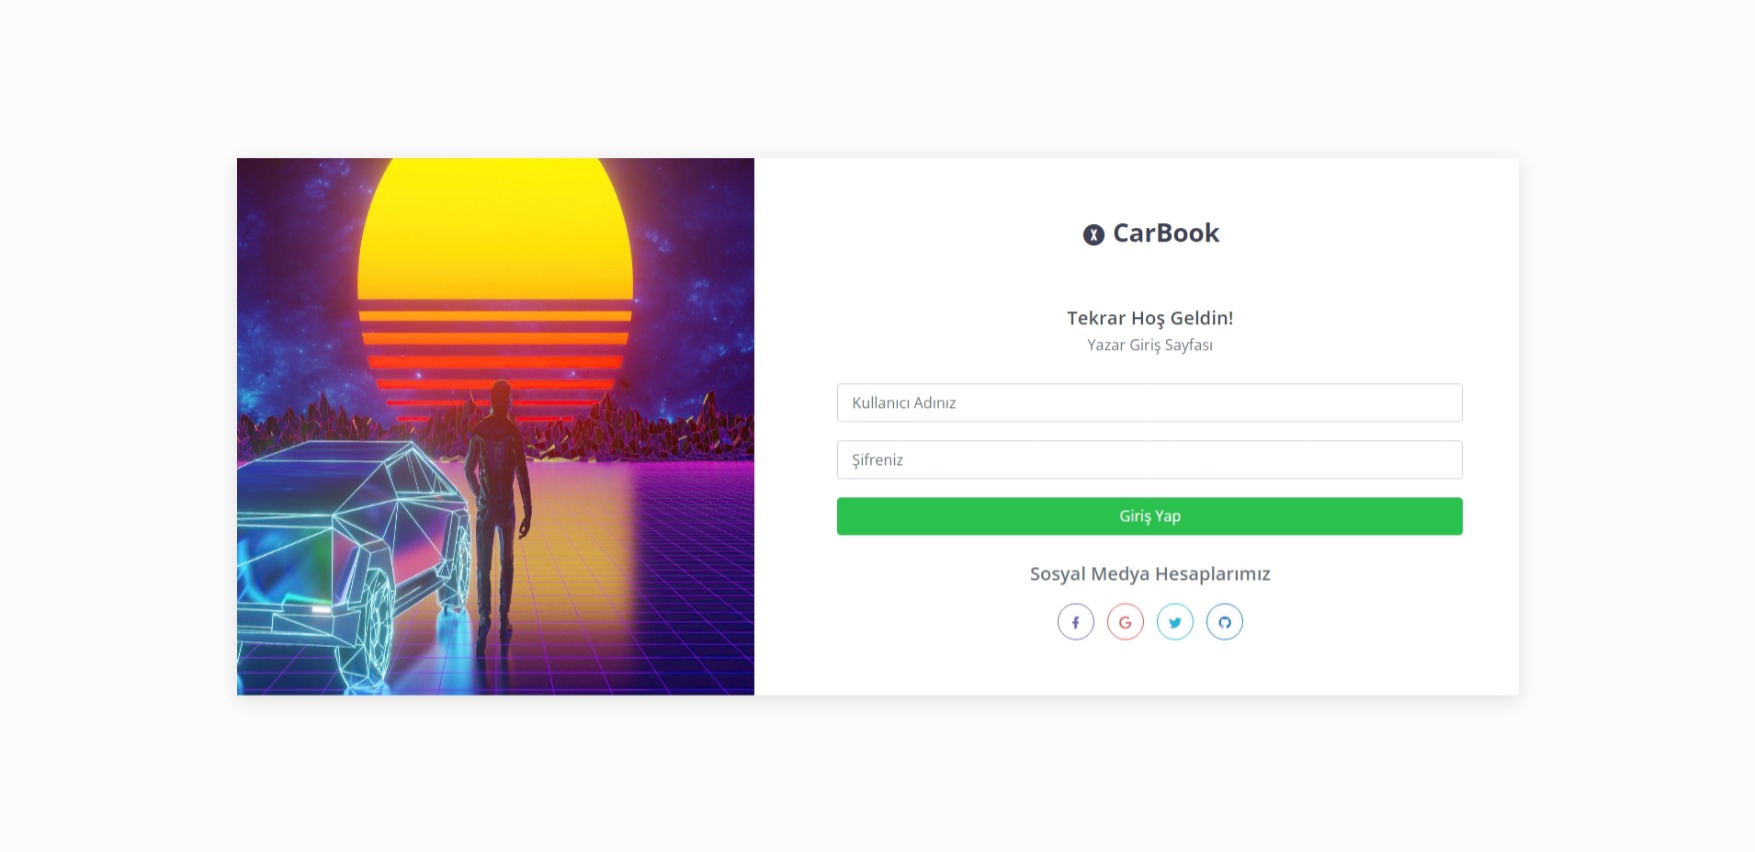 CarBook
Tekrar Hoş Geldin!
Yazar Giriş Sayfası
Kullanıcı Adınız
Şifreniz
Giriş Yap
Sosyal Medya Hesaplarımız